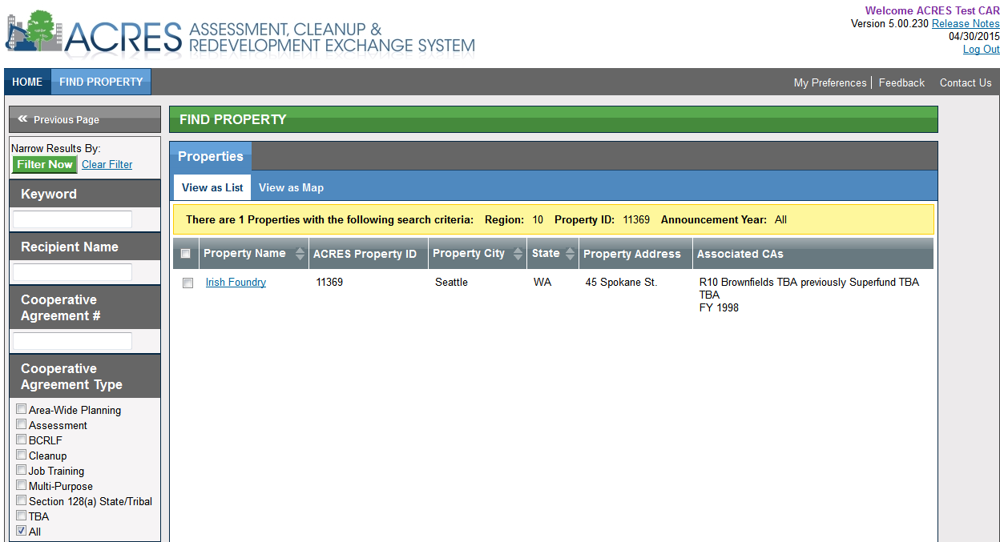 ACRES ASSESSMENT, CLEANUP &
REDEVELOPMENT EXCHANGE SYSTEM
Welcome ACRES Test CAR
Version 5.00.230 Release Notes
04/30/2015
Log Out
HOME FIND PROPERTY My Preferences Feedback Contact Us
« Previous Page
Narrow Results By:
Filter Now Clear Filter
Keyword
Recipient Name
Cooperative
Agreement #
Cooperative
Agreement Type
Area-Wide Planning
Assessment
BCRLF
Cleanup
Job Training
Multi-Purpose
Section 128(a) State/Tribal
TBA
All
FIND PROPERTY
Properties
View as List View as Map
There are 1 Properties with the following search criteria: Region: 10 Property ID: 11369 Announcement Year: All
Property Name ACRES Property ID Property City State Property Address Associated CAs
Irish Foundry 11369 Seattle WA 45 Spokane St. R10 Brownfields TBA previously Superfund TBA
TBA
FY 1998